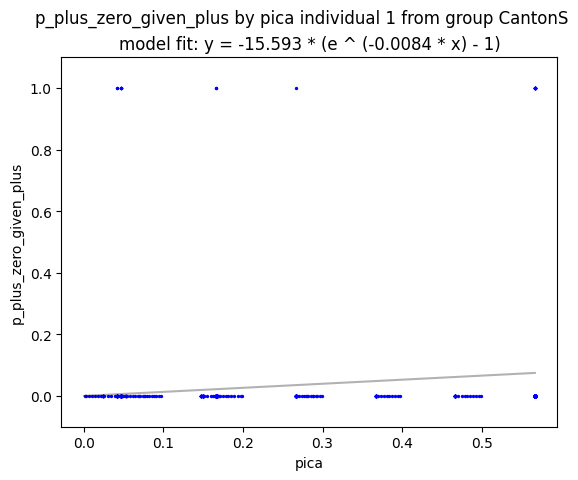 p_plus_zero_given_plus by pica individual 1 from group CantonS
model fit: y = -15.593 * (e ^ (-0.0084 * x) - 1)
p_plus_zero_given_plus
1.0
0.8
0.6
0.4
0.2
0.0
0.0 0.1 0.2 0.3 0.4 0.5
pica